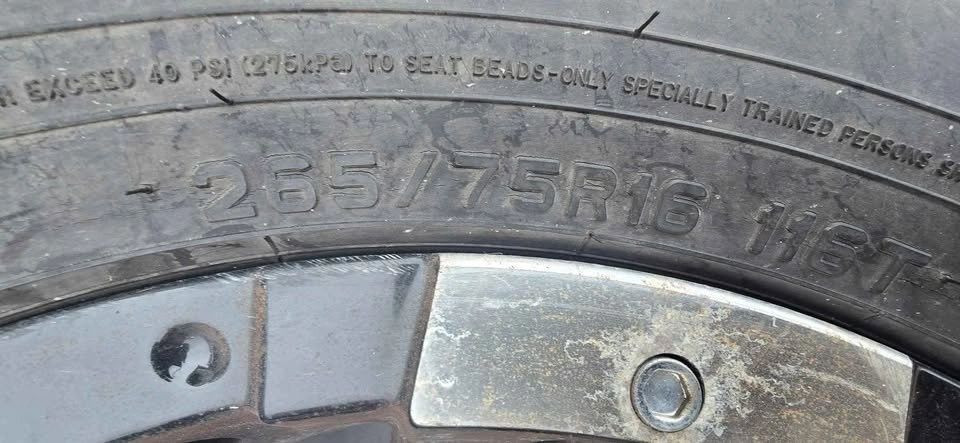 EXCEED 40 PSI (275kPa) TO SEAT BEADS-ONLY SPECIALLY TRAINED PERSONS
265/75R16 116T